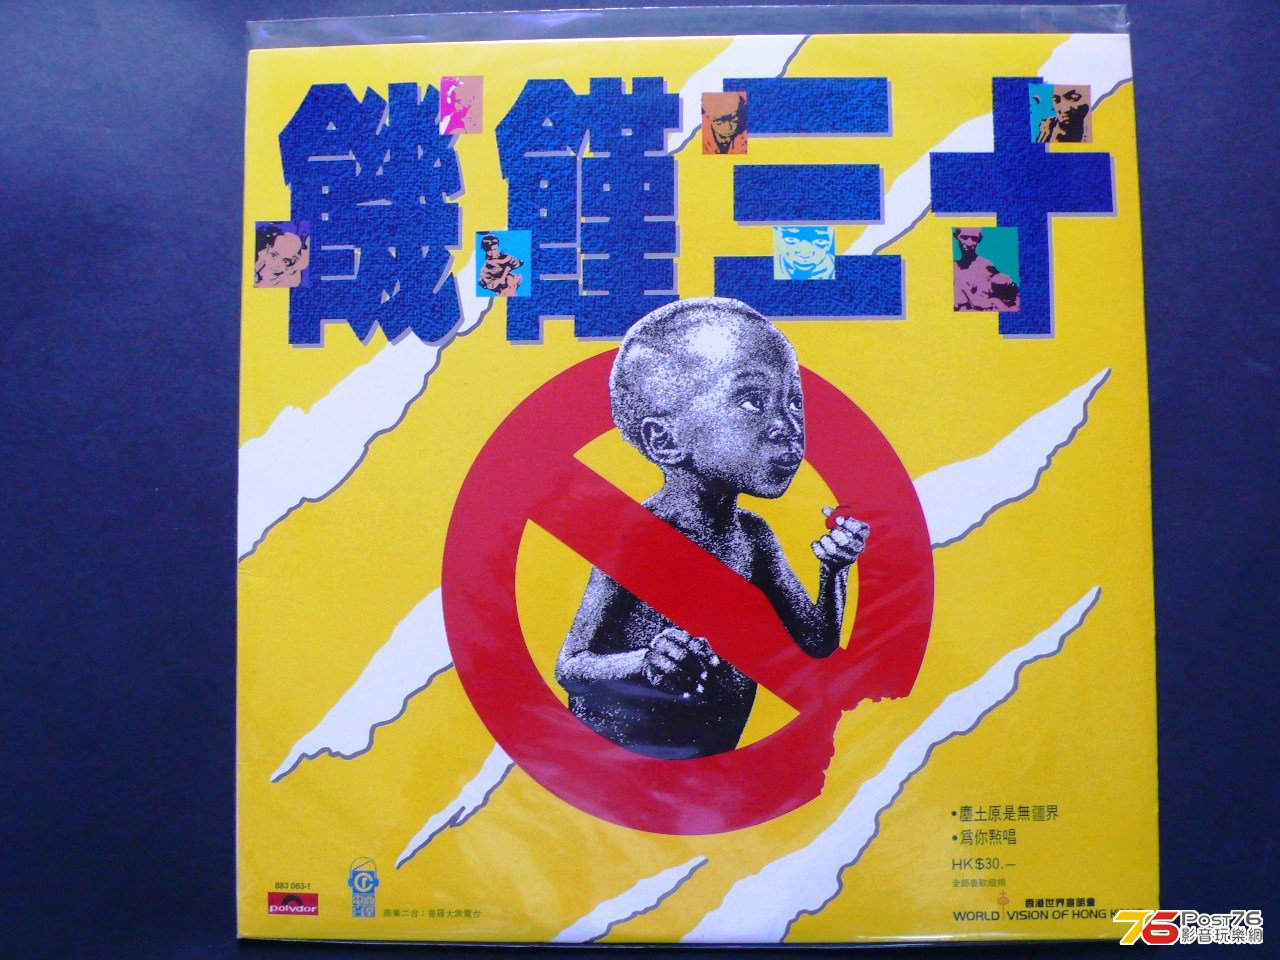 饑饉三十
・塵土原是無疆界
・為你點唱
HK$30.—
全部善款撥捐
883 063-1
polydor
商業二台：普羅大眾電台
香港世界宣明會
WORLD VISION OF HONG K
Post76
影音玩樂網